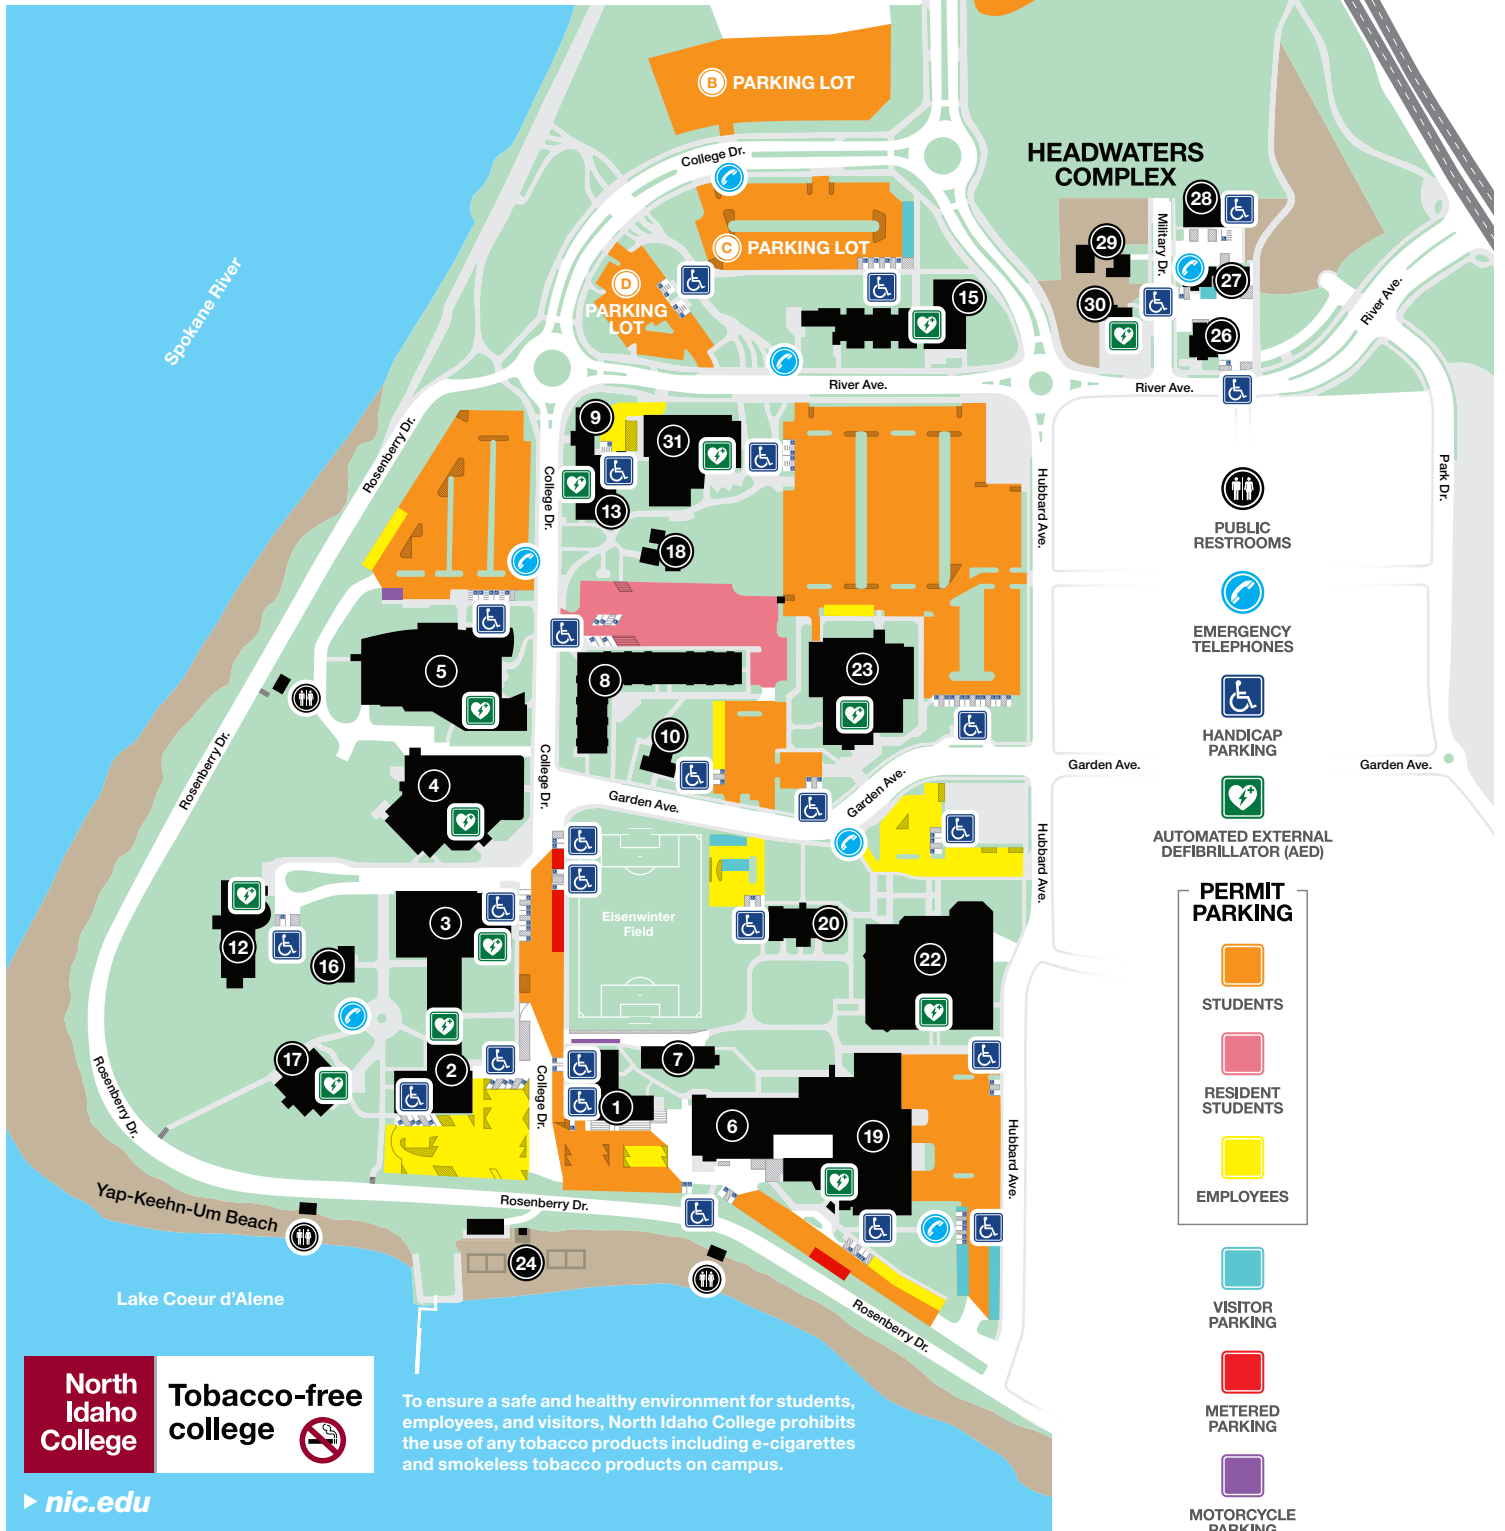 B PARKING LOT
College Dr.
HEADWATERS
COMPLEX
28
Military Dr.
29
C PARKING LOT
27
D
PARKING
LOT
15
30
26
Spokane River
River Ave.
River Ave.
River Ave.
Rosenberry Dr.
9
31
College Dr.
13
18
Hubbard Ave.
Park Dr.
PUBLIC
RESTROOMS
EMERGENCY
TELEPHONES
HANDICAP
PARKING
AUTOMATED EXTERNAL
DEFIBRILLATOR (AED)
5
8
23
10
Rosenberry Dr.
4
College Dr.
Garden Ave.
Garden Ave.
Garden Ave.
Garden Ave.
Hubbard Ave.
PERMIT
PARKING
STUDENTS
RESIDENT
STUDENTS
EMPLOYEES
VISITOR
PARKING
METERED
PARKING
MOTORCYCLE
PARKING
3
Eisenwinter
Field
20
12
16
22
17
2
7
1
6
19
College Dr.
Rosenberry Dr.
Hubbard Ave.
Yap-Keehn-Um Beach
Rosenberry Dr.
24
Rosenberry Dr.
Lake Coeur d'Alene
North
Idaho
College
Tobacco-free
college
To ensure a safe and healthy environment for students,
employees, and visitors, North Idaho College prohibits
the use of any tobacco products including e-cigarettes
and smokeless tobacco products on campus.
nic.edu